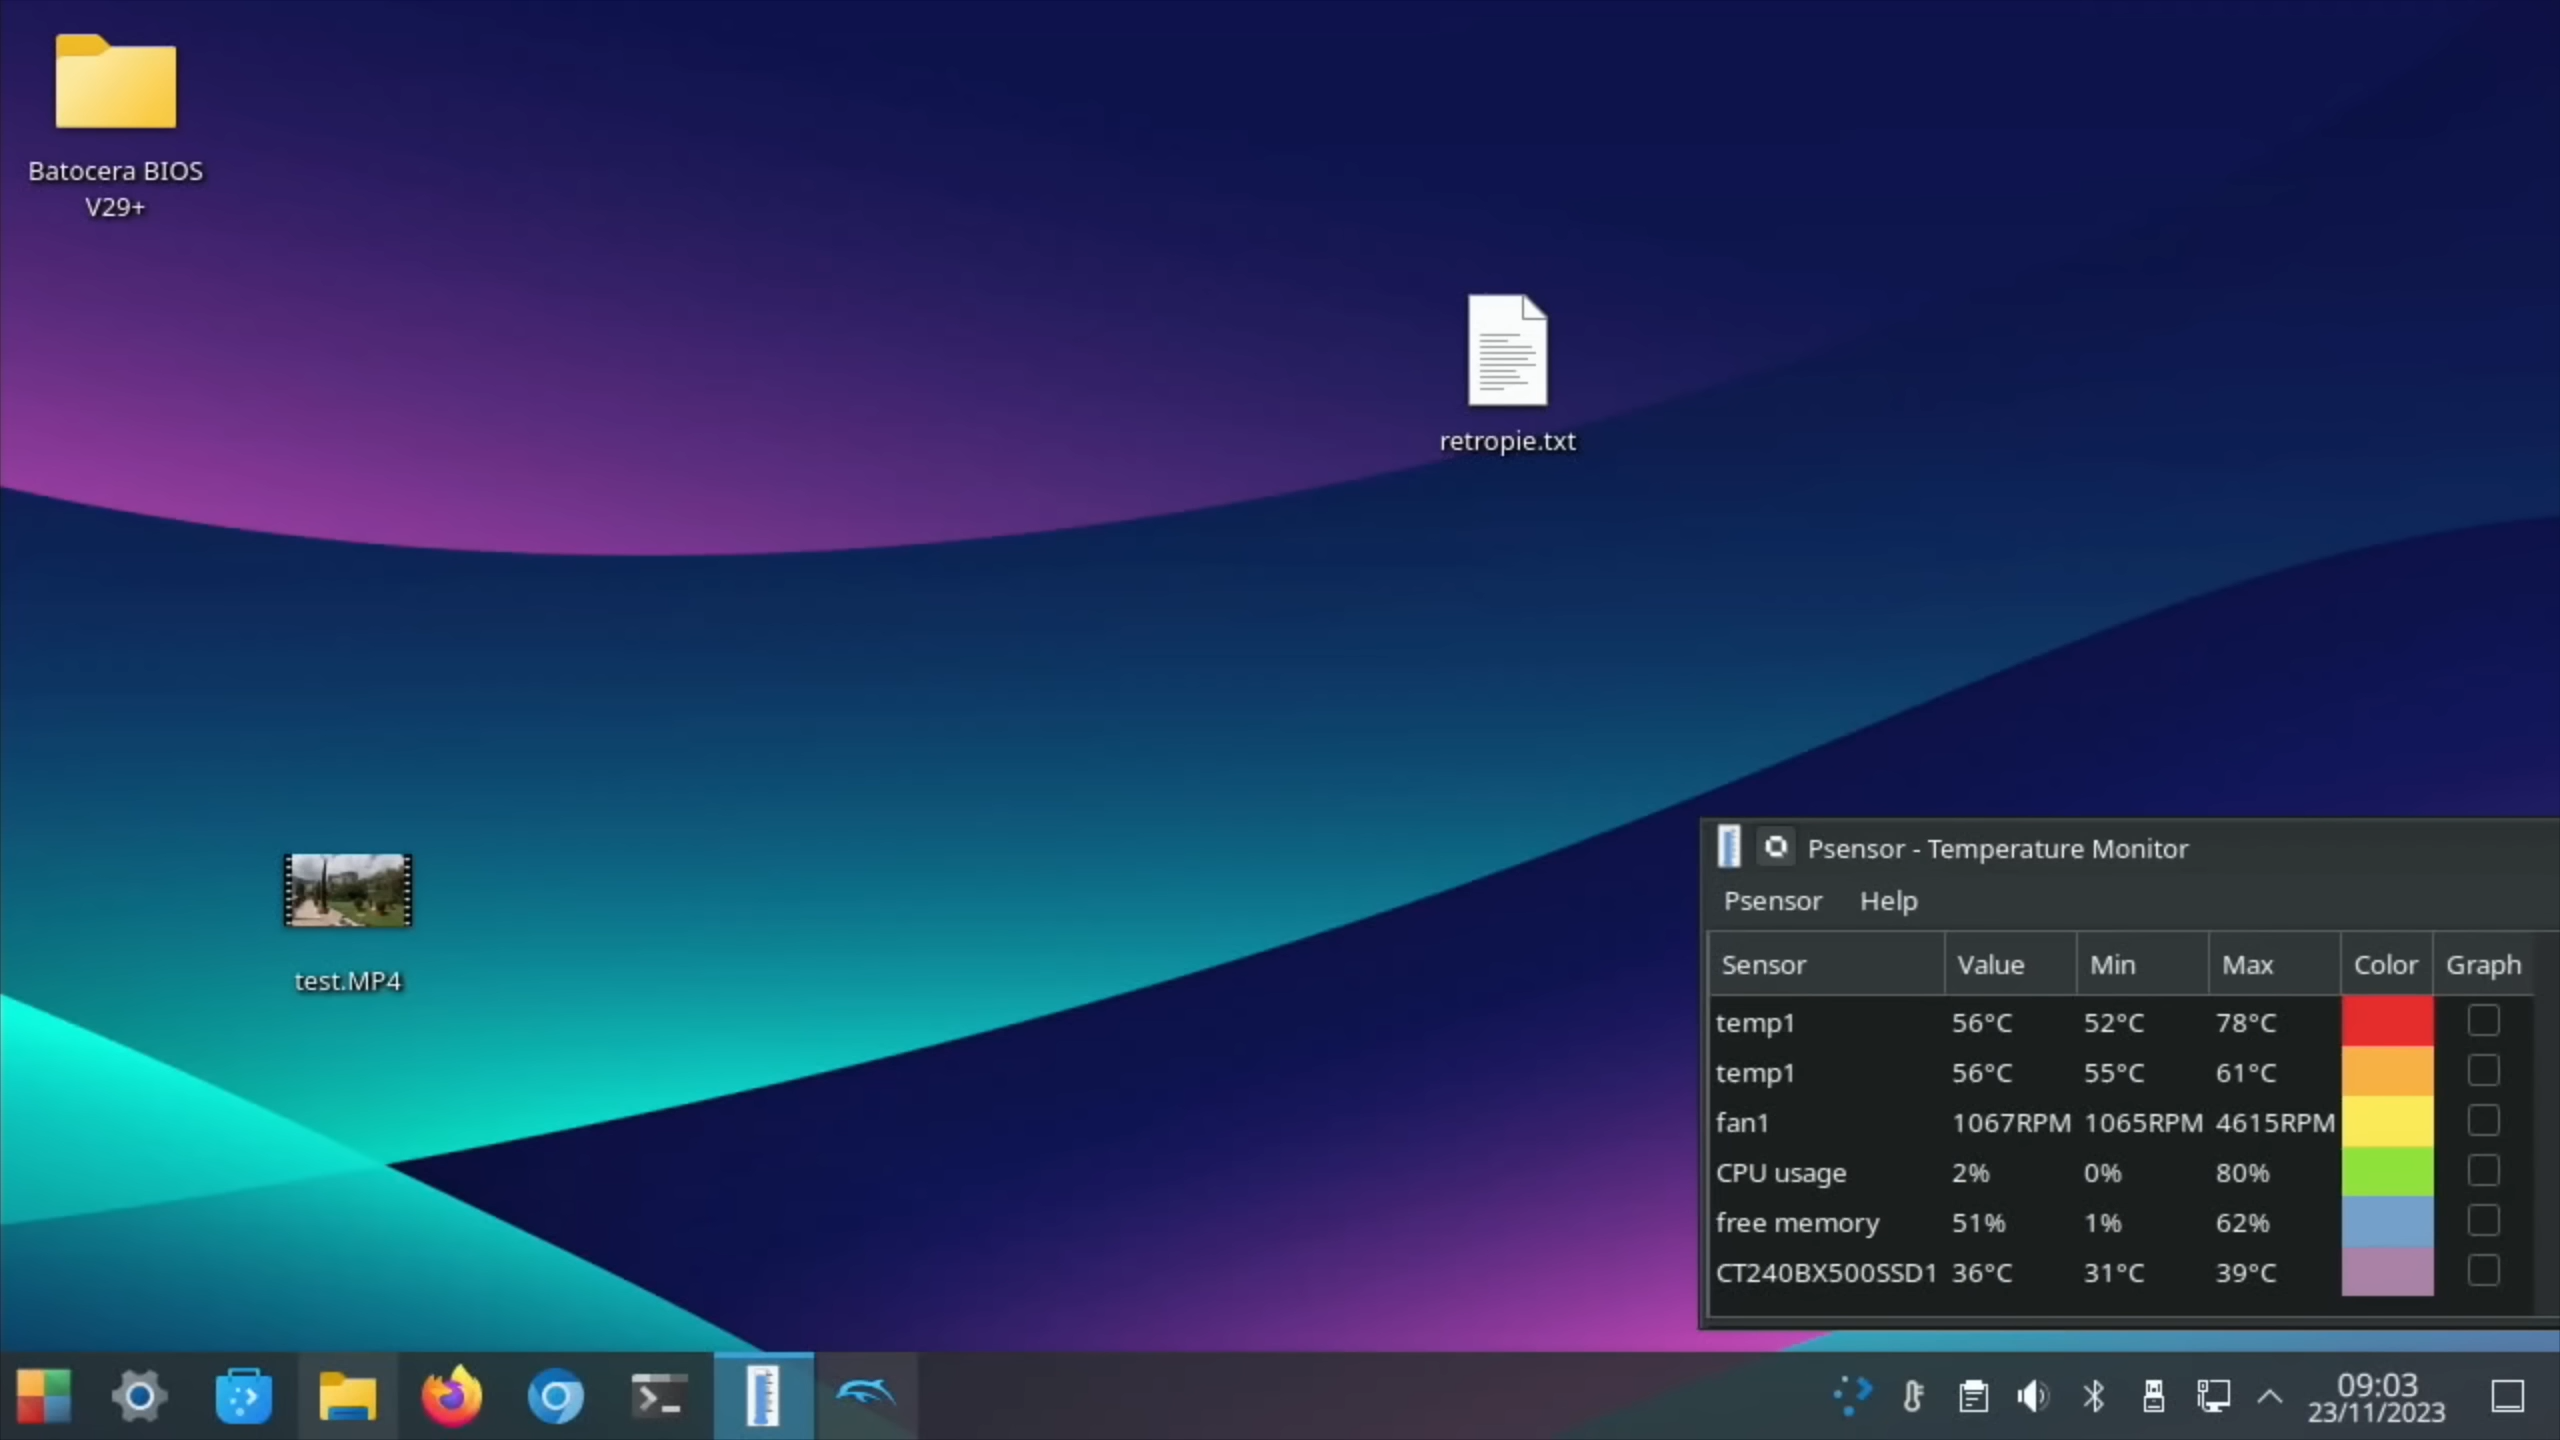 Batocera BIOS
V29+
retropie.txt
test.MP4
Psensor - Temperature Monitor
Psensor Help
Sensor Value Min Max Color Graph
temp1 56°C 52°C 78°C
temp1 56°C 55°C 61°C
fan1 1067RPM 1065RPM 4615RPM
CPU usage 2% 0% 80%
free memory 51% 1% 62%
CT240BX500SSD1 36°C 31°C 39°C
09:03
23/11/2023